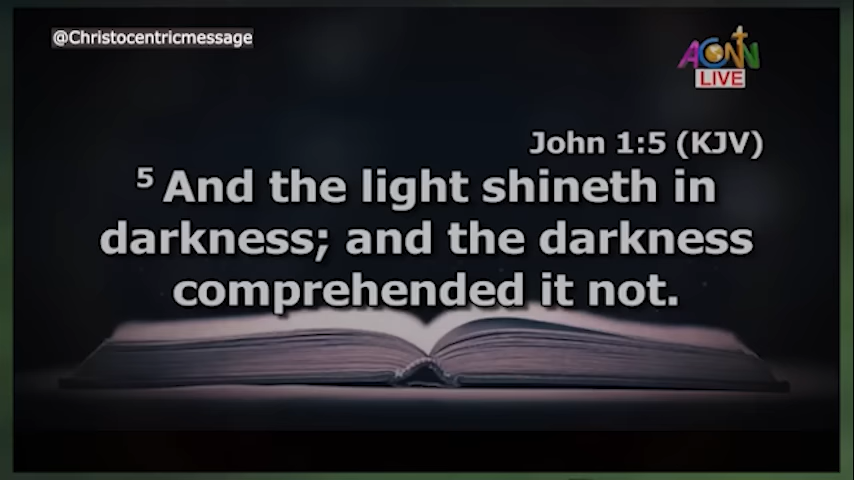 @Christocentricmessage
ACNN
LIVE
John 1:5 (KJV)
5 And the light shineth in
darkness; and the darkness
comprehended it not.